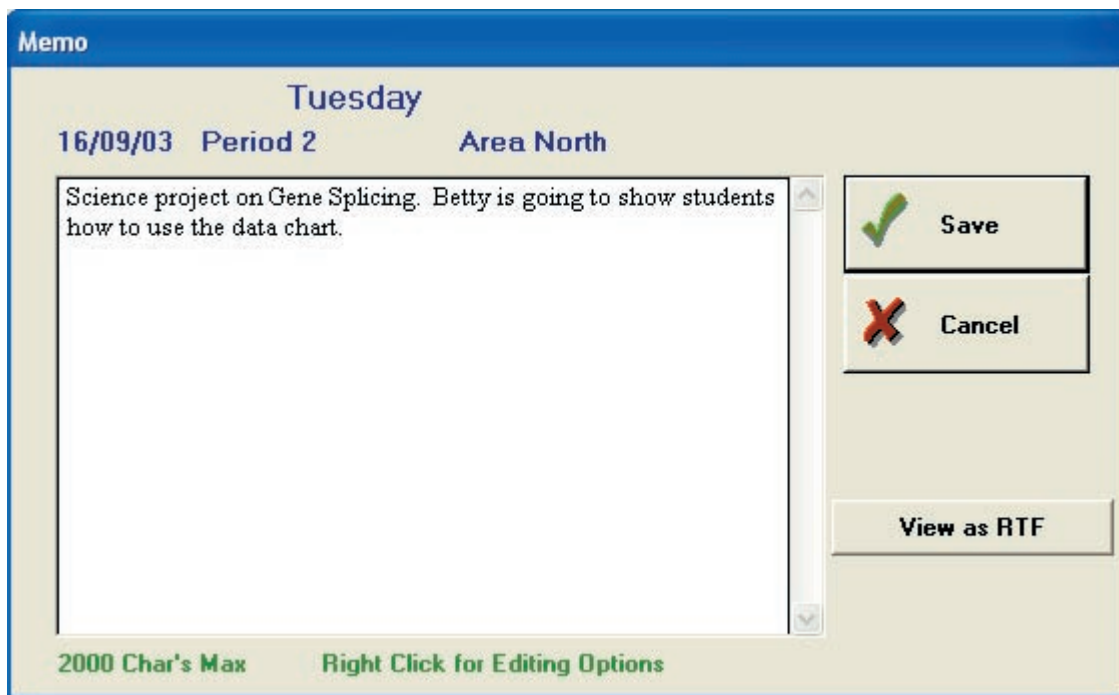 Memo
Tuesday
16/09/03 Period 2 Area North
Science project on Gene Splicing. Betty is going to show students
how to use the data chart.
Save
Cancel
View as RTF
2000 Char's Max Right Click for Editing Options